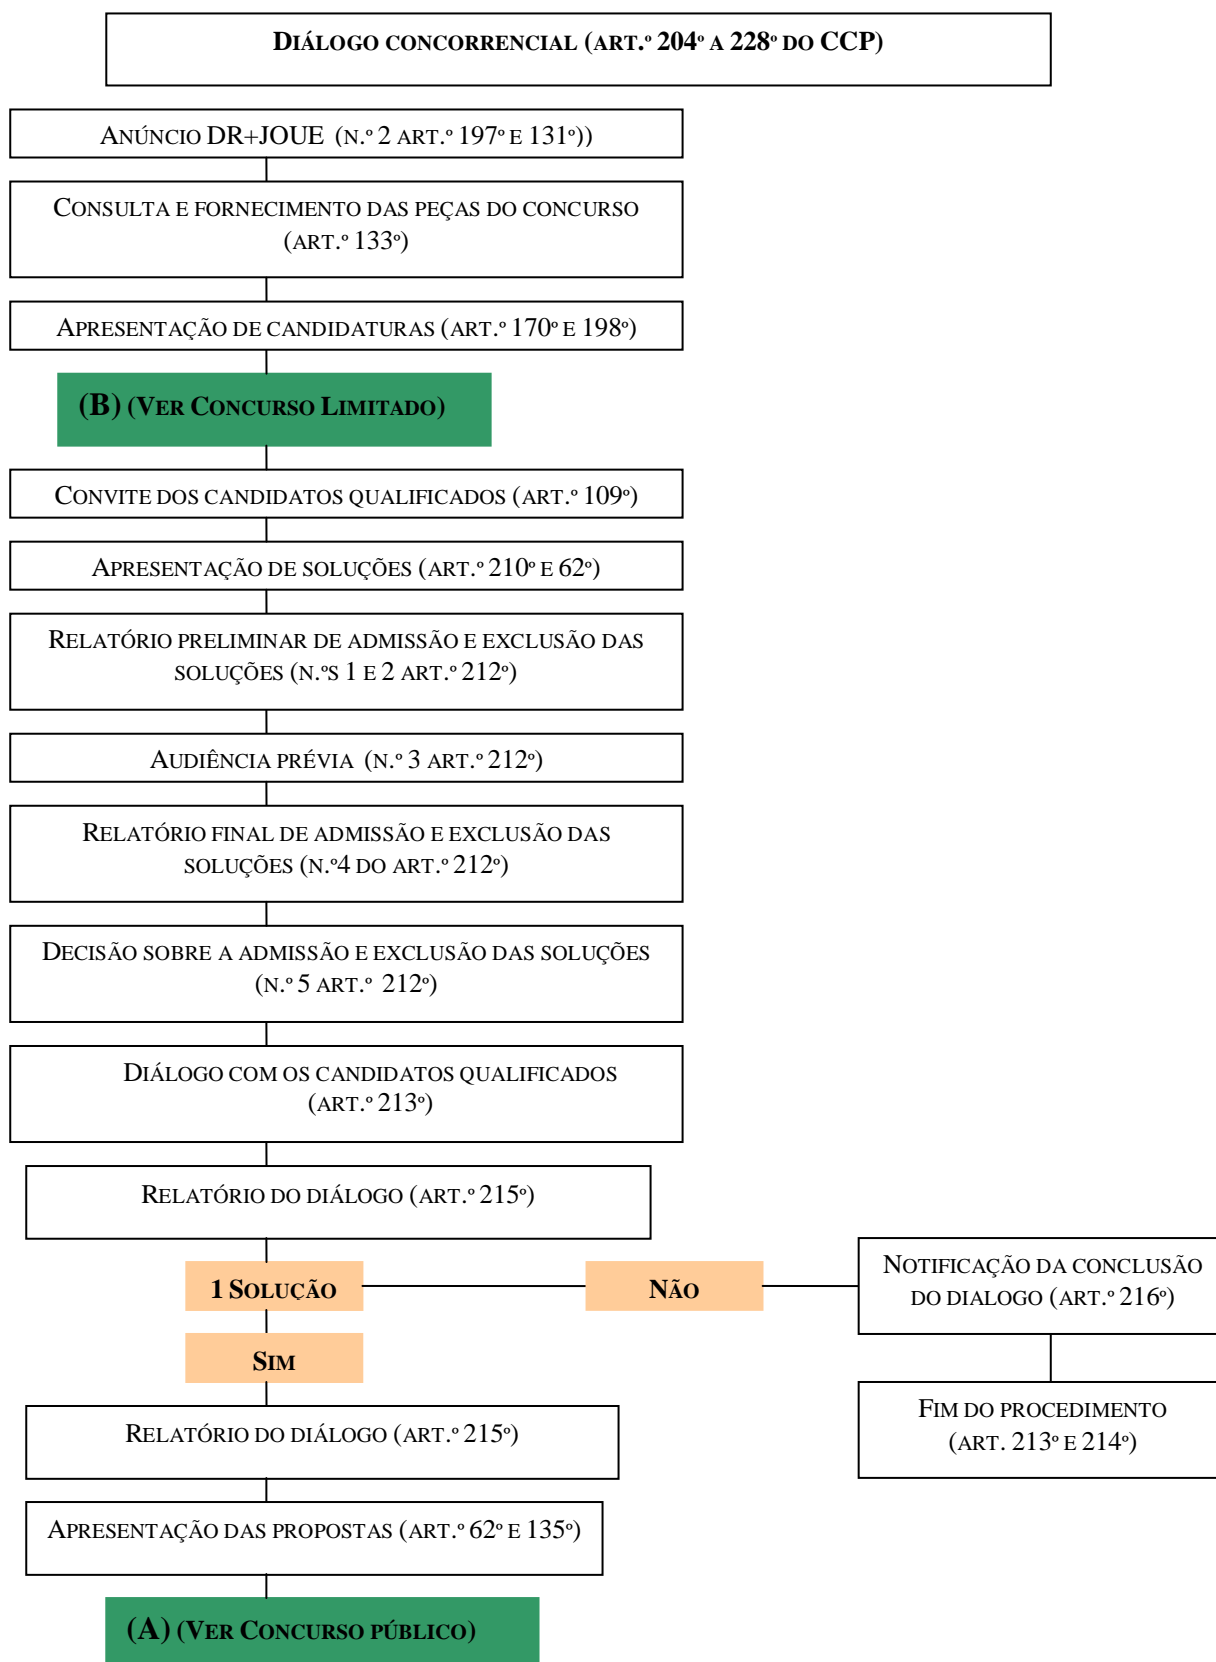 DIÁLOGO CONCORRENCIAL (ART.º 204º A 228º DO CCP)
ANÚNCIO DR+JOUE (N.º 2 ART.º 197º E 131º))
CONSULTA E FORNECIMENTO DAS PEÇAS DO CONCURSO
(ART.º 133º)
APRESENTAÇÃO DE CANDIDATURAS (ART.º 170º E 198º)
(B) (VER CONCURSO LIMITADO)
CONVITE DOS CANDIDATOS QUALIFICADOS (ART.º 109º)
APRESENTAÇÃO DE SOLUÇÕES (ART.º 210º E 62º)
RELATÓRIO PRELIMINAR DE ADMISSÃO E EXCLUSÃO DAS
SOLUÇÕES (N.ºS 1 E 2 ART.º 212º)
AUDIÊNCIA PRÉVIA (N.º 3 ART.º 212º)
RELATÓRIO FINAL DE ADMISSÃO E EXCLUSÃO DAS
SOLUÇÕES (N.º4 DO ART.º 212º)
DECISÃO SOBRE A ADMISSÃO E EXCLUSÃO DAS SOLUÇÕES
(N.º 5 ART.º 212º)
DIÁLOGO COM OS CANDIDATOS QUALIFICADOS
(ART.º 213º)
RELATÓRIO DO DIÁLOGO (ART.º 215º)
1 SOLUÇÃO
NÃO
NOTIFICAÇÃO DA CONCLUSÃO
DO DIALOGO (ART.º 216º)
SIM
FIM DO PROCEDIMENTO
(ART. 213º E 214º)
RELATÓRIO DO DIÁLOGO (ART.º 215º)
APRESENTAÇÃO DAS PROPOSTAS (ART.º 62º E 135º)
(A) (VER CONCURSO PÚBLICO)